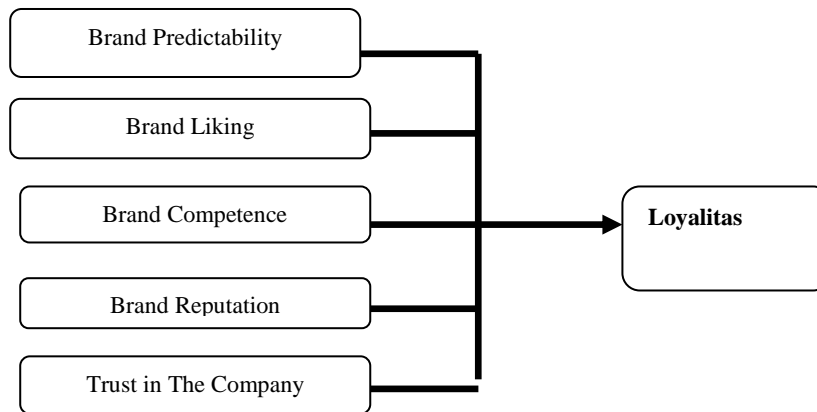 Brand Predictability
Brand Liking
Brand Competence
Loyalitas
Brand Reputation
Trust in The Company